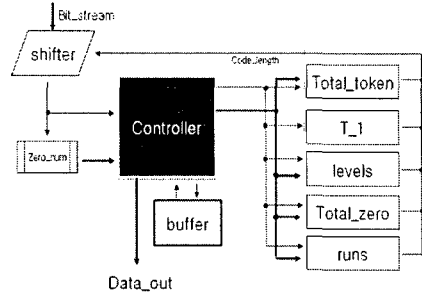 Bit_stream
shifter
Code_length
Total_token
Controller
T_1
Zero_num
levels
buffer
Total_zero
runs
Data_out